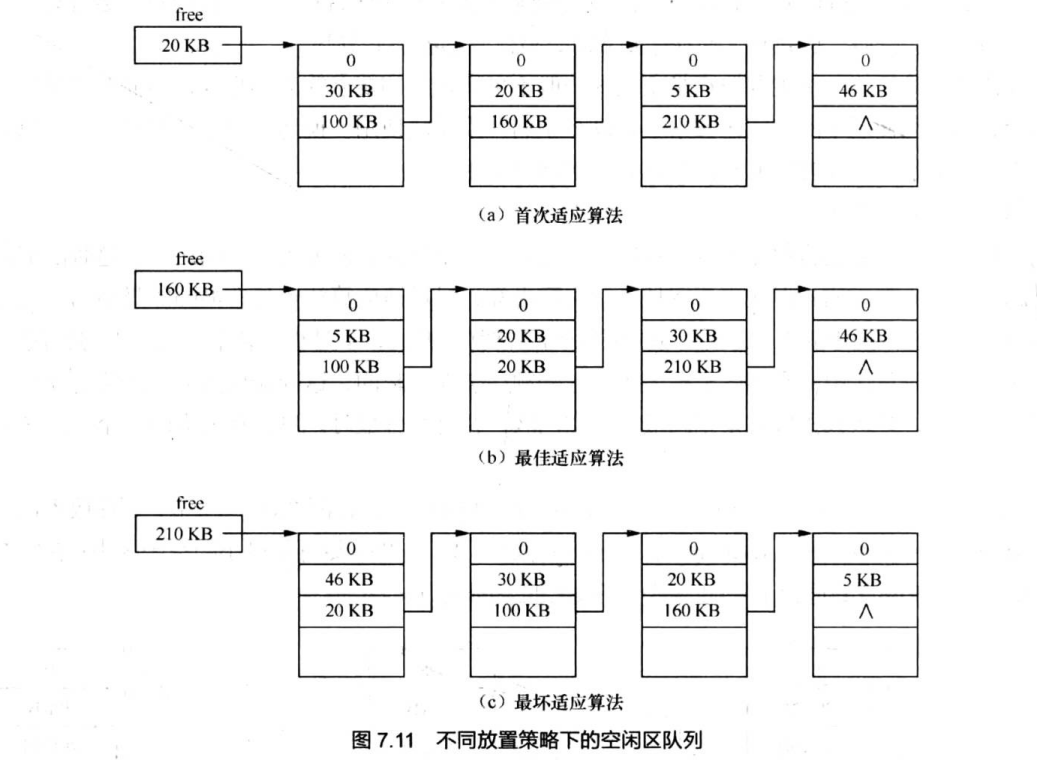 free
20 KB
0 0 0 0
30 KB 20 KB 5 KB 46 KB
100 KB 160 KB 210 KB ∧
（a）首次适应算法
free
160 KB
0 0 0 0
5 KB 20 KB 30 KB 46 KB
100 KB 20 KB 210 KB ∧
（b）最佳适应算法
free
210 KB
0 0 0 0
46 KB 30 KB 20 KB 5 KB
20 KB 100 KB 160 KB ∧
（c）最坏适应算法
图 7.11 不同放置策略下的空闲区队列